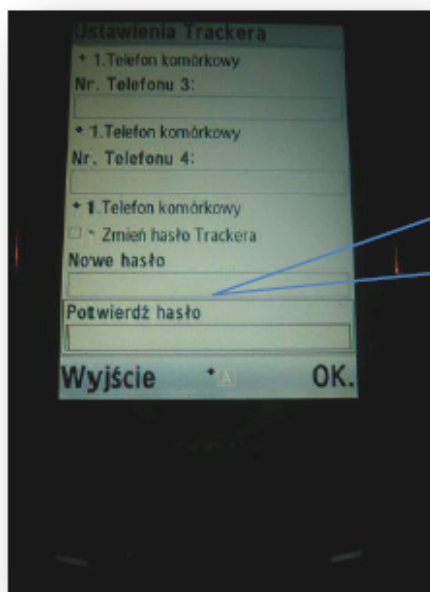 Ustawienia Trackera
1.Telefon komórkowy
Nr. Telefonu 3:
1.Telefon komórkowy
Nr. Telefonu 4:
1.Telefon komórkowy
Zmień hasło Trackera
Nowe hasło
Potwierdź hasło
Wyjście A OK.